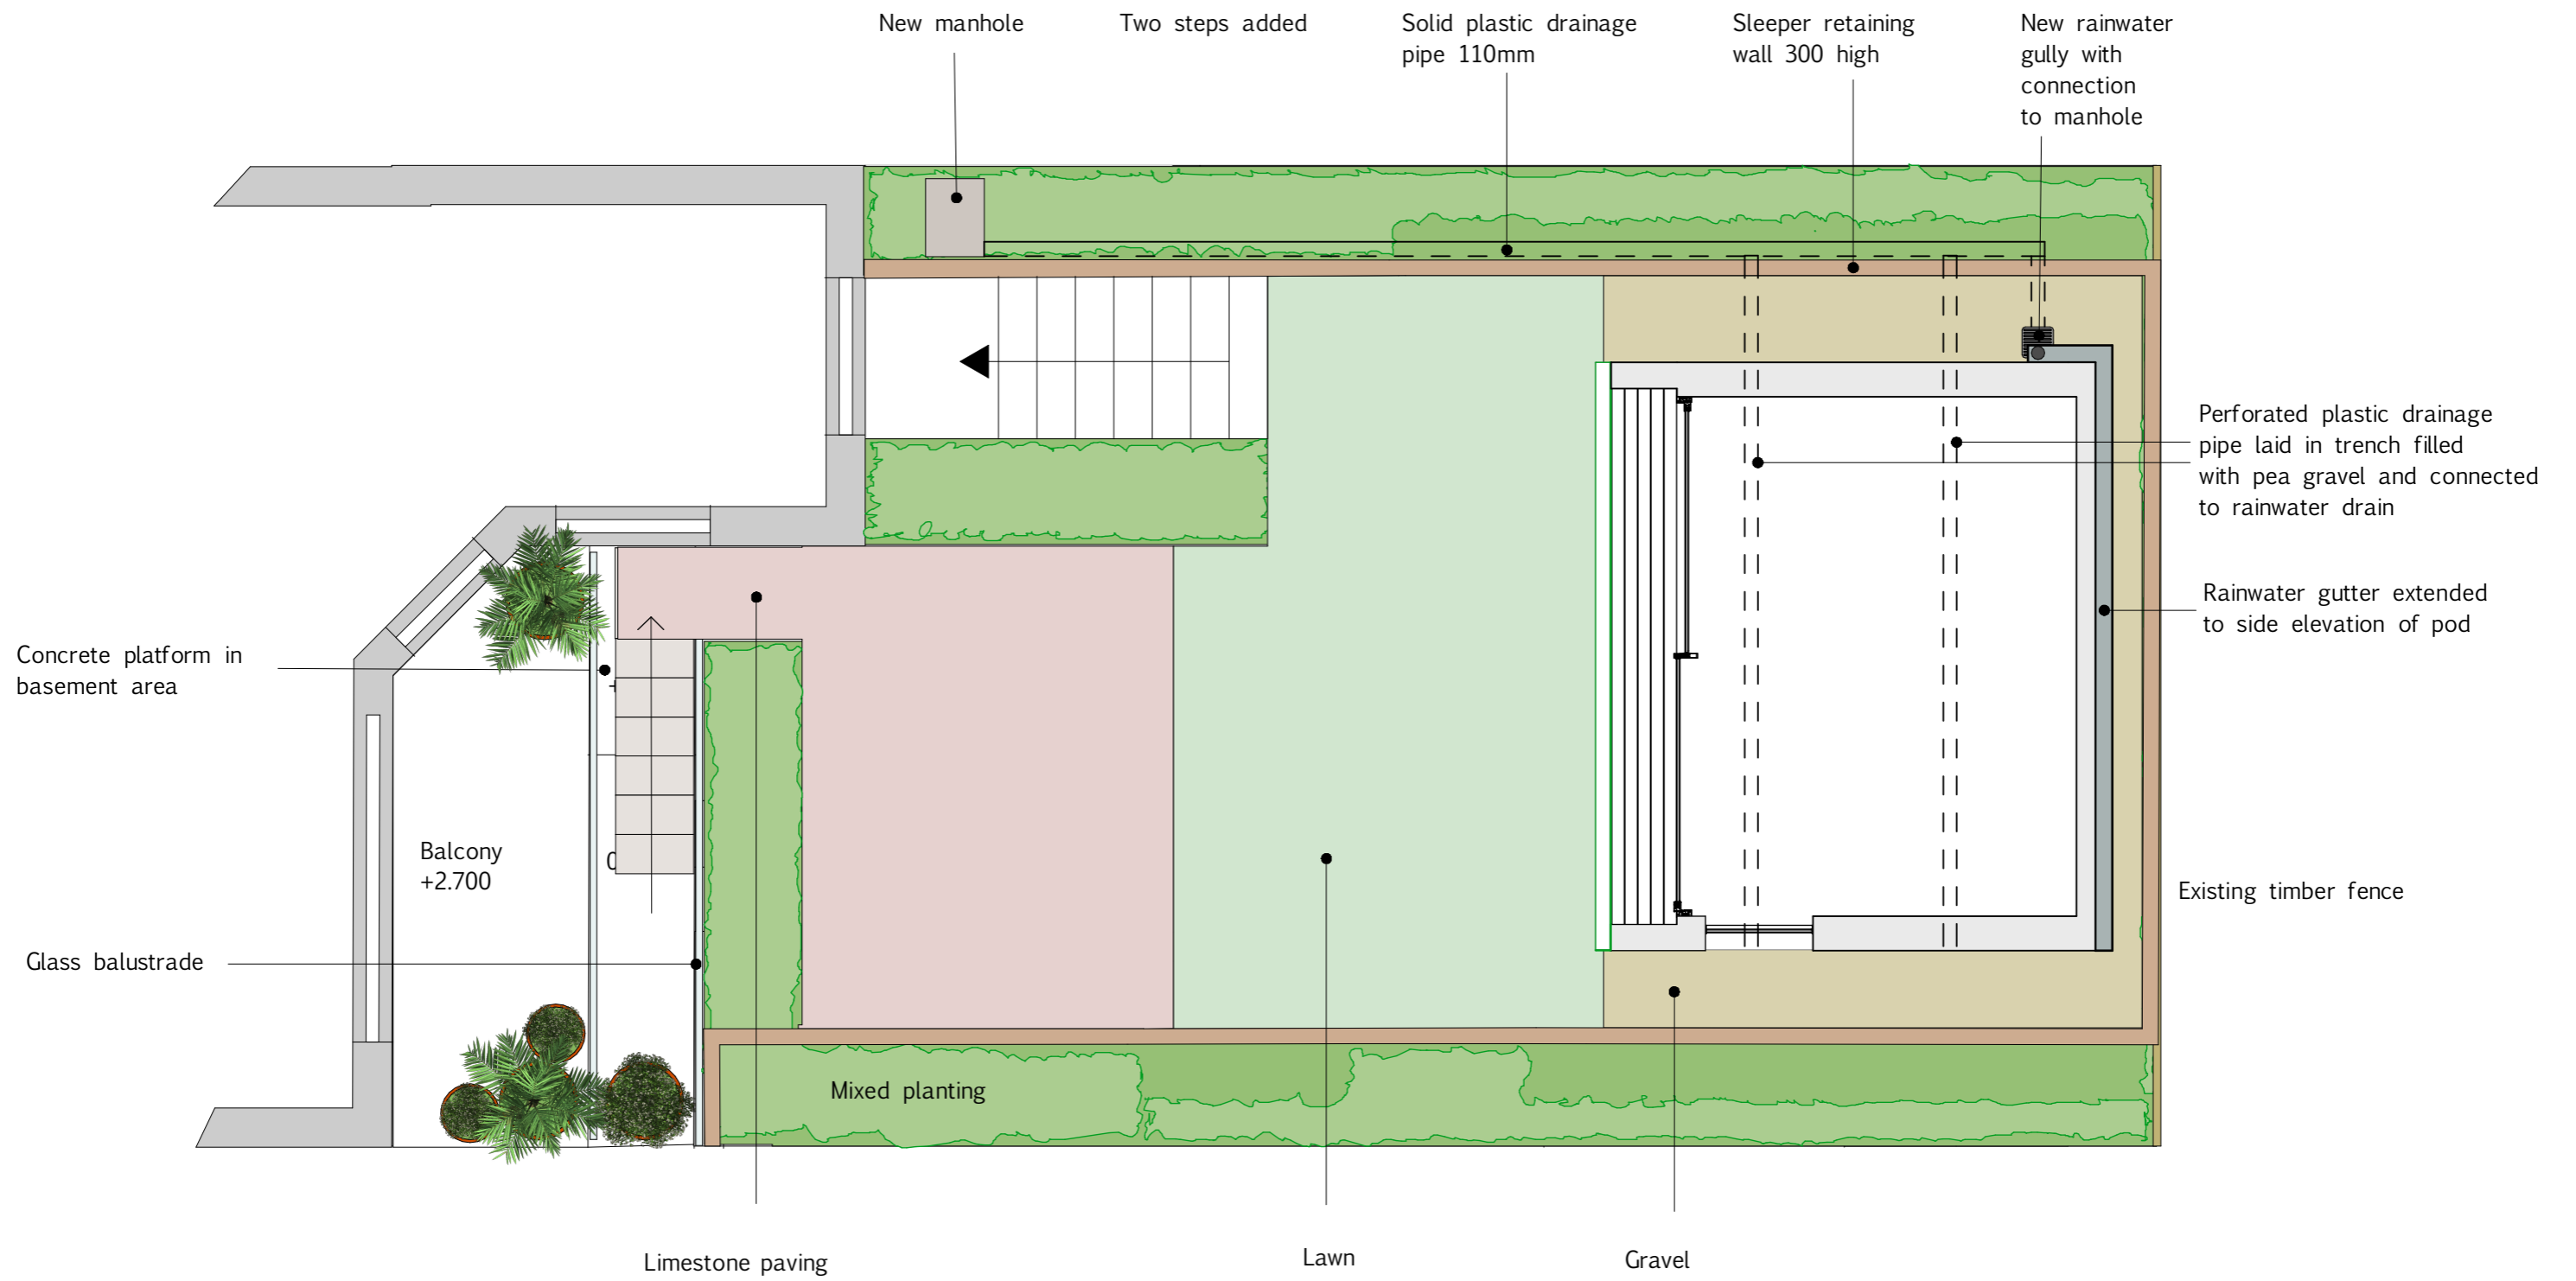 New manhole
Two steps added
Solid plastic drainage
pipe 110mm
Sleeper retaining
wall 300 high
New rainwater
gully with
connection
to manhole
Perforated plastic drainage
pipe laid in trench filled
with pea gravel and connected
to rainwater drain
Rainwater gutter extended
to side elevation of pod
Concrete platform in
basement area
Balcony
+2.700
Existing timber fence
Glass balustrade
Mixed planting
Limestone paving
Lawn
Gravel